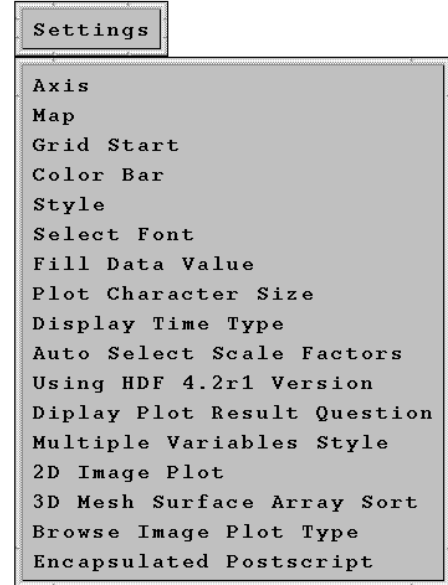 Settings
Axis
Map
Grid Start
Color Bar
Style
Select Font
Fill Data Value
Plot Character Size
Display Time Type
Auto Select Scale Factors
Using HDF 4.2r1 Version
Diplay Plot Result Question
Multiple Variables Style
2D Image Plot
3D Mesh Surface Array Sort
Browse Image Plot Type
Encapsulated Postscript